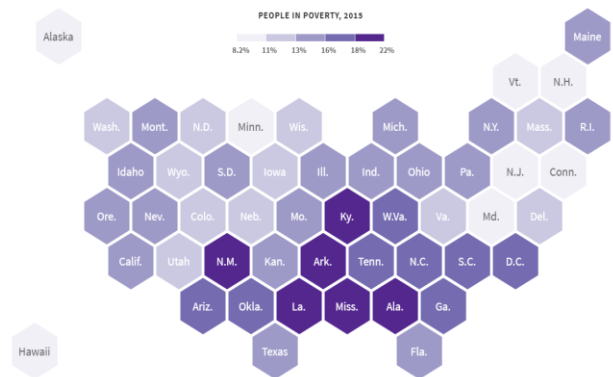 PEOPLE IN POVERTY, 2015
8.2% 11% 13% 16% 18% 22%
Alaska Maine
Vt. N.H.
Wash. Mont. N.D. Minn. Wis. Mich. N.Y. Mass. R.I.
Idaho Wyo. S.D. Iowa Ill. Ind. Ohio Pa. N.J. Conn.
Ore. Nev. Colo. Neb. Mo. Ky. W.Va. Va. Md. Del.
Calif. Utah N.M. Kan. Ark. Tenn. N.C. S.C. D.C.
Ariz. Okla. La. Miss. Ala. Ga.
Hawaii Texas Fla.